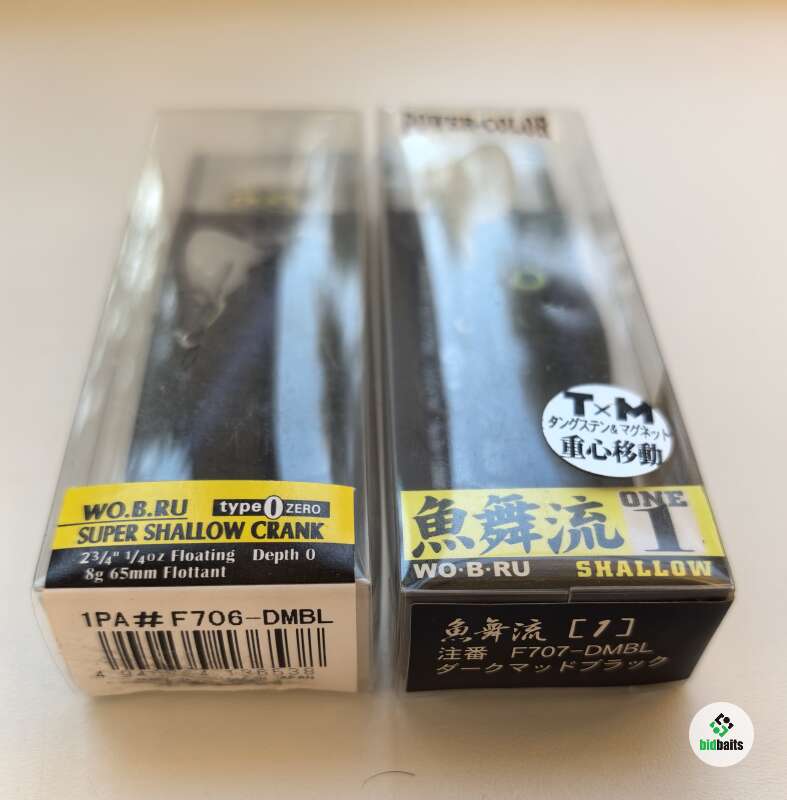 WO.B.RU type 0 ZERO
SUPER SHALLOW CRANK
2 3/4" 1/4oz Floating Depth 0
8g 65mm Flottant
1PA# F706-DMBL
JAPAN
COLOR
T×M
タングステン&マグネット
重心移動
魚舞流 ONE 1
WO·B·RU SHALLOW
魚舞流 [1]
注番 F707-DMBL
ダークマッドブラック
bidbaits